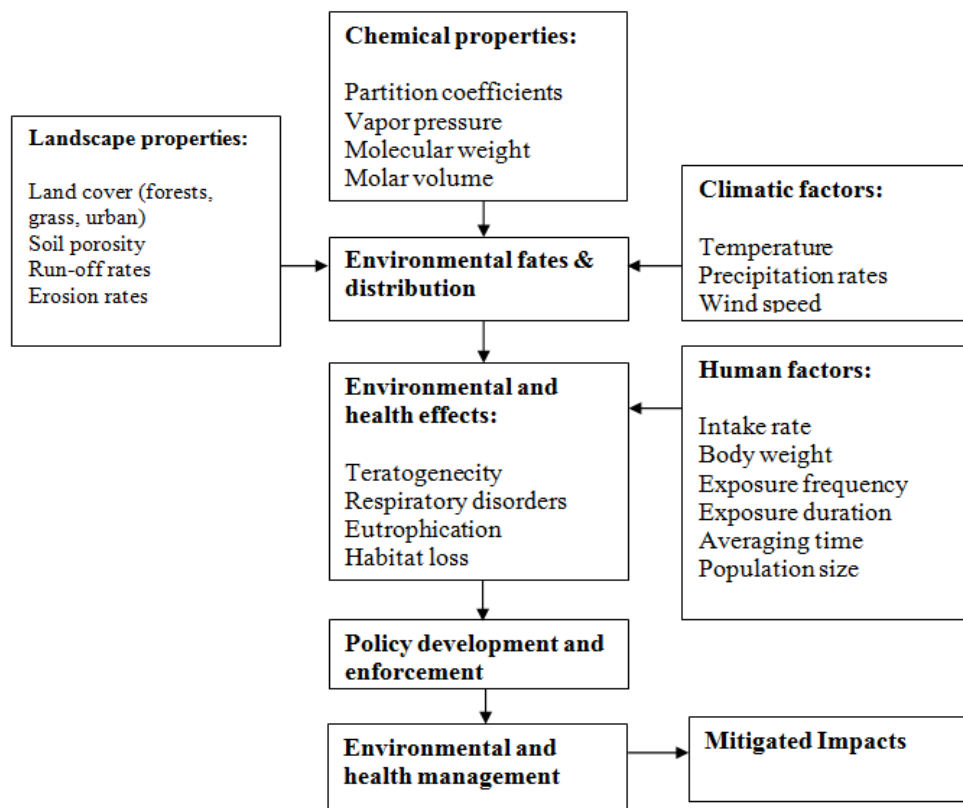 Chemical properties:
Partition coefficients
Vapor pressure
Molecular weight
Molar volume
Landscape properties:
Land cover (forests,
grass, urban)
Soil porosity
Run-off rates
Erosion rates
Climatic factors:
Temperature
Precipitation rates
Wind speed
Environmental fates &
distribution
Environmental and
health effects:
Teratogenecity
Respiratory disorders
Eutrophication
Habitat loss
Human factors:
Intake rate
Body weight
Exposure frequency
Exposure duration
Averaging time
Population size
Policy development and
enforcement
Environmental and
health management
Mitigated Impacts